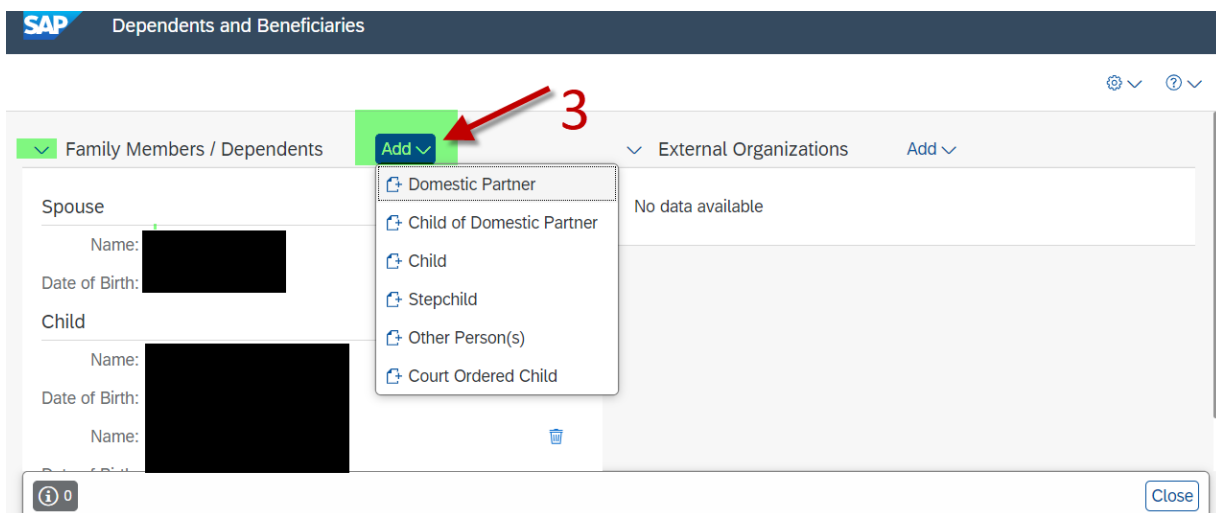 SAP Dependents and Beneficiaries
3
Family Members / Dependents Add External Organizations Add
Domestic Partner
Spouse No data available
Child of Domestic Partner
Name:
Child
Date of Birth:
Stepchild
Child
Other Person(s)
Name:
Court Ordered Child
Date of Birth:
Name:
0 Close